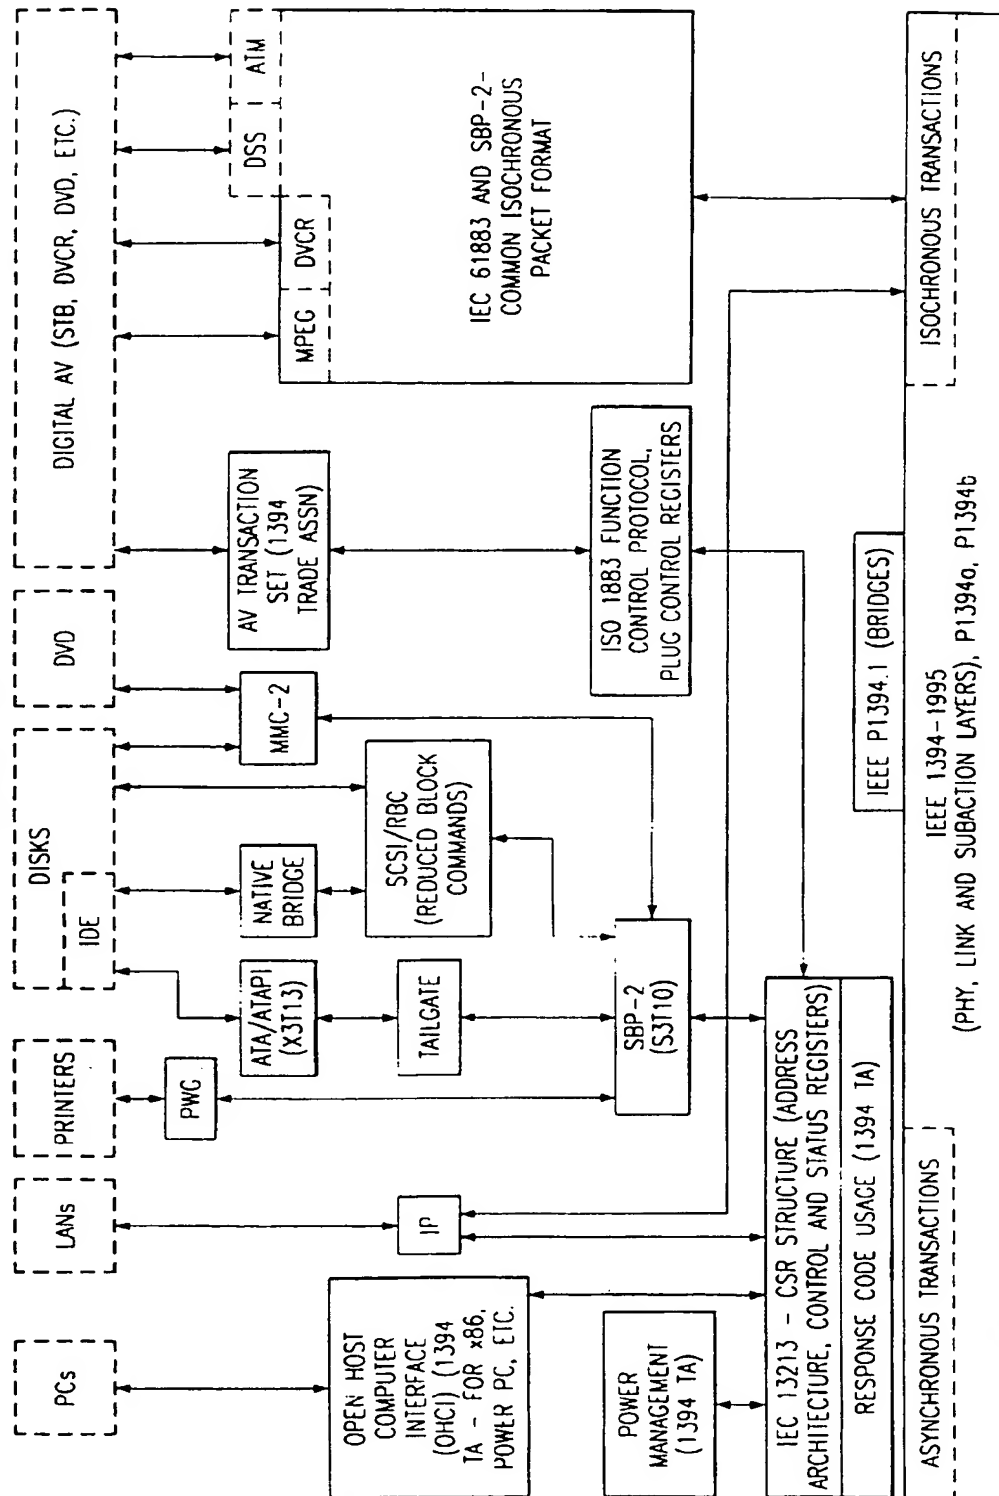 PCs
LANs
PRINTERS
DISKS
IDE
DVD
DIGITAL AV (STB, DVCR, DVD, ETC.)
PWG
ATA/ATAPI
(X3T13)
NATIVE
BRIDGE
MMC-2
AV TRANSACTION
SET (1394
TRADE ASSN)
MPEG
DVCR
DSS
ATM
OPEN HOST
COMPUTER
INTERFACE
(OHCI) (1394
TA - FOR x86,
POWER PC, ETC.
IP
TAILGATE
SCSI/RBC
(REDUCED BLOCK
COMMANDS)
IEC 61883 AND SBP-2-
COMMON ISOCHRONOUS
PACKET FORMAT
POWER
MANAGEMENT
(1394 TA)
SBP-2
(S3T10)
ISO 1883 FUNCTION
CONTROL PROTOCOL,
PLUG CONTROL REGISTERS
IEC 13213 - CSR STRUCTURE (ADDRESS
ARCHITECTURE, CONTROL AND STATUS REGISTERS)
RESPONSE CODE USAGE (1394 TA)
IEEE P1394.1 (BRIDGES)
ASYNCHRONOUS TRANSACTIONS
IEEE 1394-1995
(PHY, LINK AND SUBACTION LAYERS), P1394a, P1394b
ISOCHRONOUS TRANSACTIONS